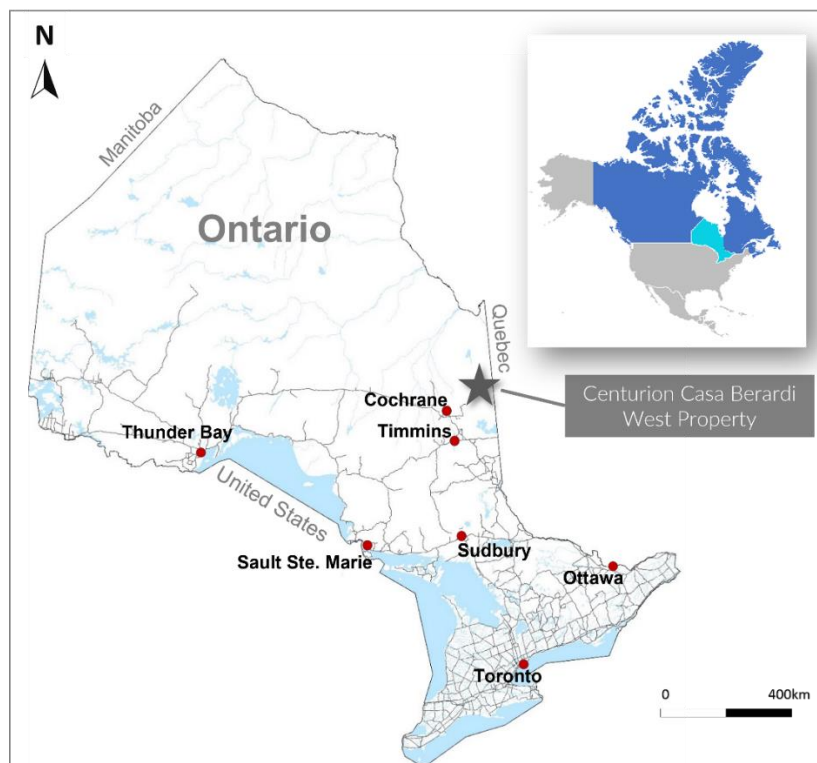 N
Manitoba
Ontario
Quebec
Cochrane
Centurion Casa Berardi
West Property
Timmins
Thunder Bay
United States
Sault Ste. Marie
Sudbury
Ottawa
Toronto
0 400km